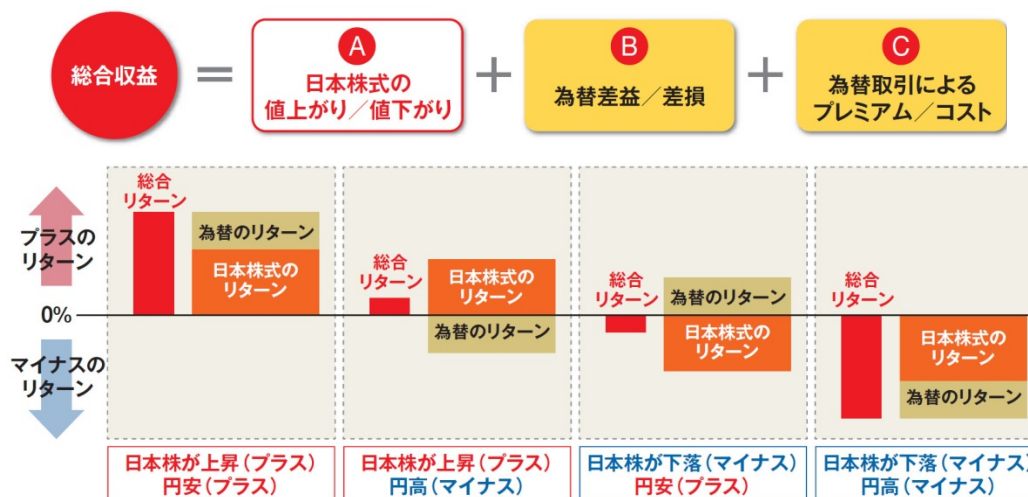 総合収益
=
A
日本株式の
値上がり／値下がり
+
B
為替差益／差損
+
C
為替取引による
プレミアム／コスト
プラスの
リターン
0%
マイナスの
リターン
総合
リターン
為替のリターン
日本株式の
リターン
日本株が上昇（プラス）
円安（プラス）
総合
リターン
日本株式の
リターン
為替のリターン
日本株が上昇（プラス）
円高（マイナス）
総合
リターン
為替のリターン
日本株式の
リターン
日本株が下落（マイナス）
円安（プラス）
総合
リターン
日本株式の
リターン
為替のリターン
日本株が下落（マイナス）
円高（マイナス）